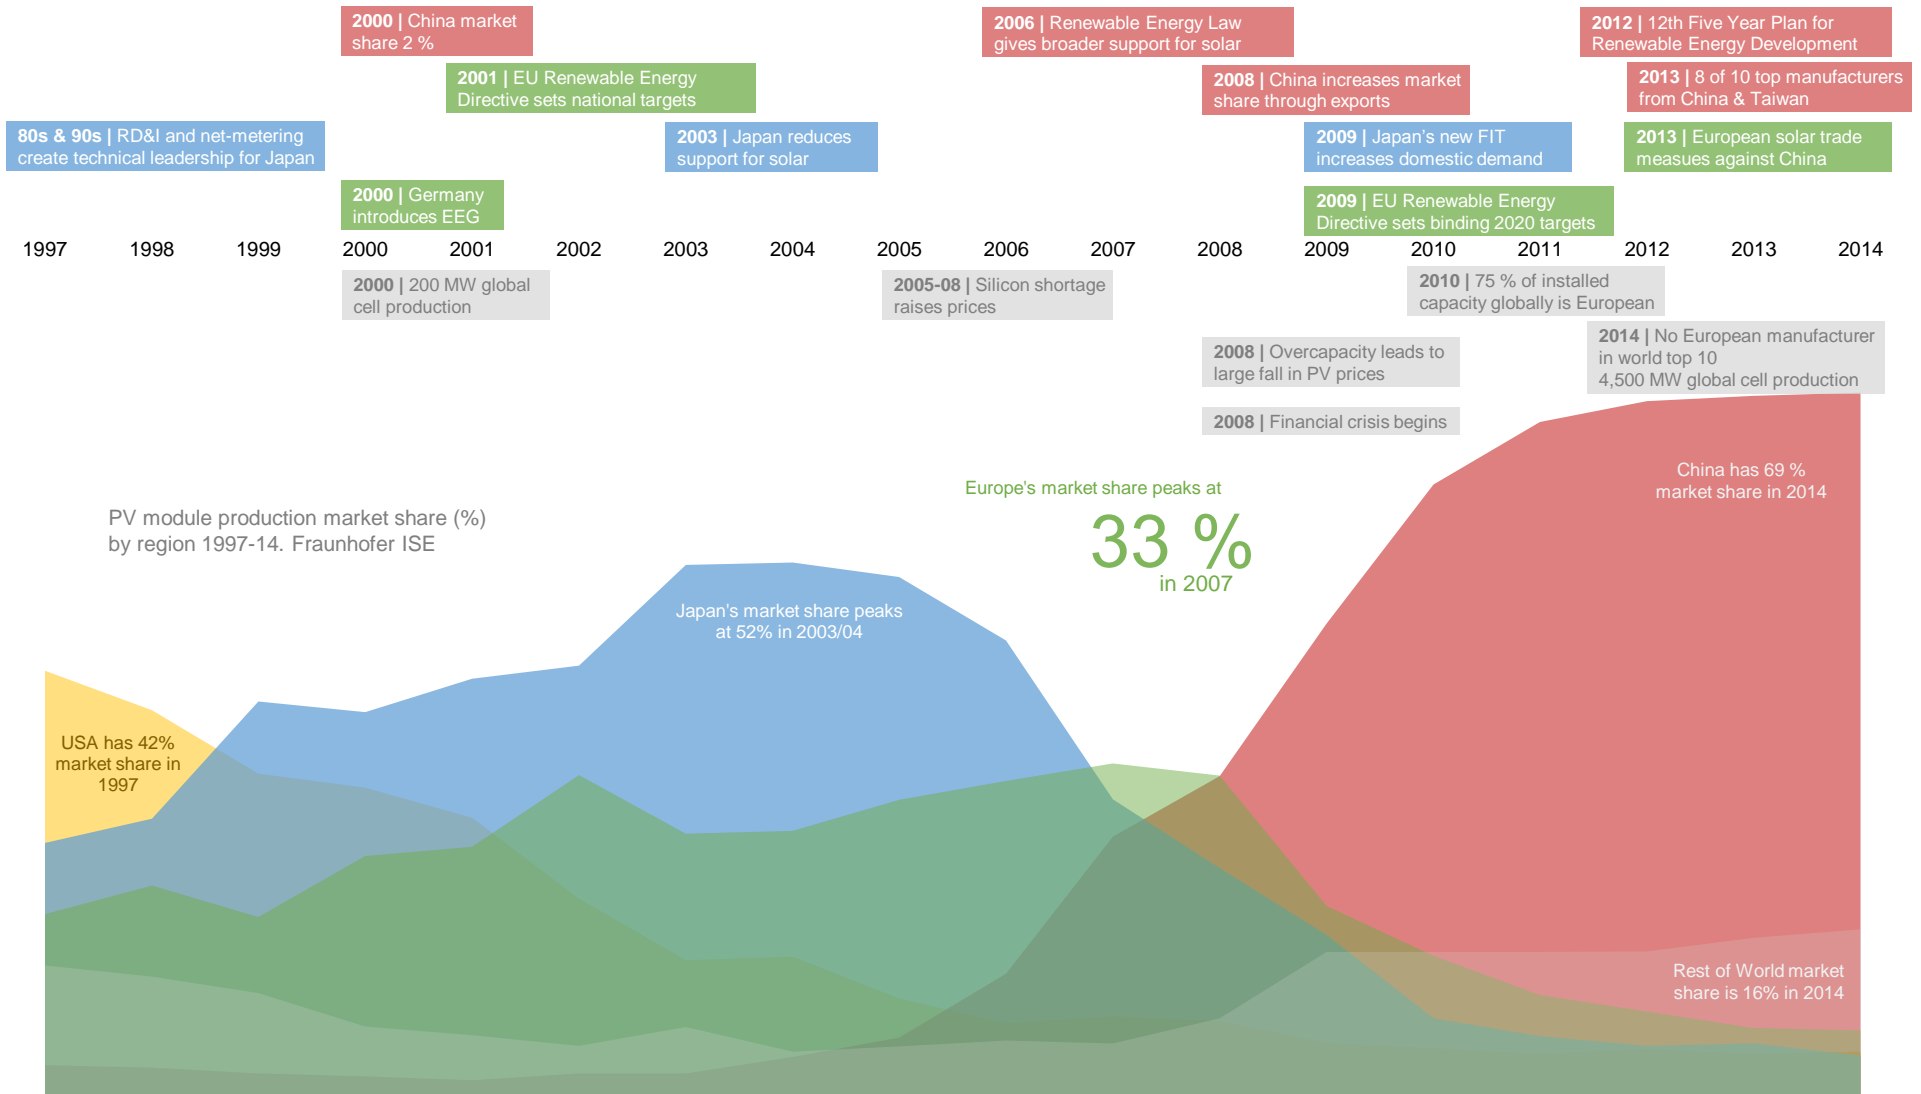 2000 | China market
share 2 %
2006 | Renewable Energy Law
gives broader support for solar
2012 | 12th Five Year Plan for
Renewable Energy Development
2001 | EU Renewable Energy
Directive sets national targets
2008 | China increases market
share through exports
2013 | 8 of 10 top manufacturers
from China & Taiwan
80s & 90s | RD&I and net-metering
create technical leadership for Japan
2003 | Japan reduces
support for solar
2009 | Japan's new FIT
increases domestic demand
2013 | European solar trade
measues against China
2000 | Germany
introduces EEG
2009 | EU Renewable Energy
Directive sets binding 2020 targets
1997 1998 1999 2000 2001 2002 2003 2004 2005 2006 2007 2008 2009 2010 2011 2012 2013 2014
2000 | 200 MW global
cell production
2005-08 | Silicon shortage
raises prices
2010 | 75 % of installed
capacity globally is European
2008 | Overcapacity leads to
large fall in PV prices
2014 | No European manufacturer
in world top 10
4,500 MW global cell production
2008 | Financial crisis begins
China has 69 %
market share in 2014
Europe's market share peaks at
33 %
in 2007
PV module production market share (%)
by region 1997-14. Fraunhofer ISE
Japan's market share peaks
at 52% in 2003/04
USA has 42%
market share in
1997
Rest of World market
share is 16% in 2014